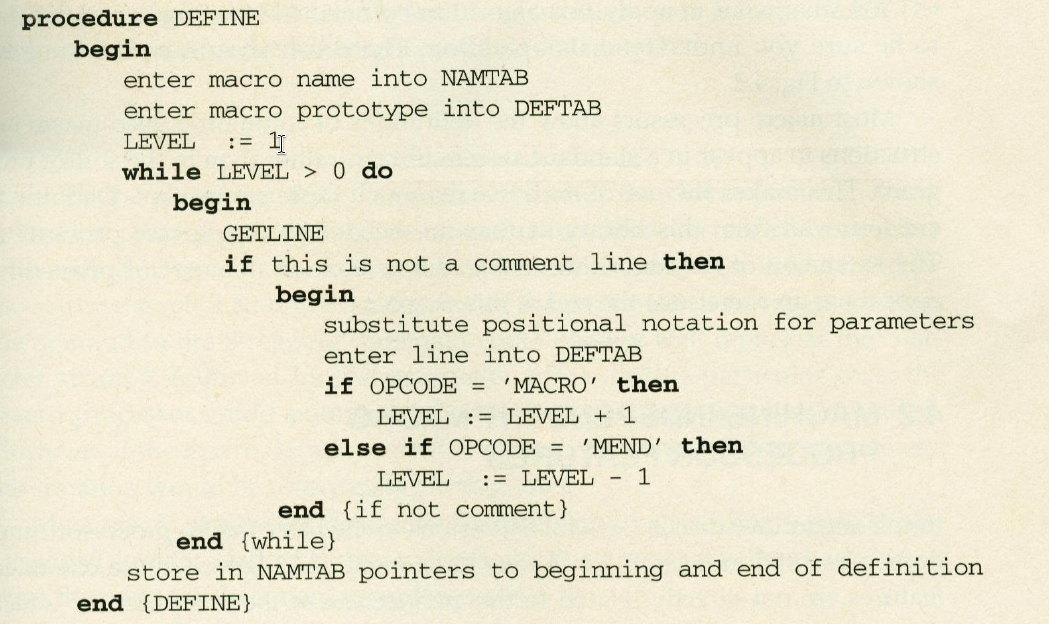 procedure DEFINE
begin
enter macro name into NAMTAB
enter macro prototype into DEFTAB
LEVEL := 1
while LEVEL > 0 do
begin
GETLINE
if this is not a comment line then
begin
substitute positional notation for parameters
enter line into DEFTAB
if OPCODE = 'MACRO' then
LEVEL := LEVEL + 1
else if OPCODE = 'MEND' then
LEVEL := LEVEL - 1
end {if not comment}
end {while}
store in NAMTAB pointers to beginning and end of definition
end {DEFINE}